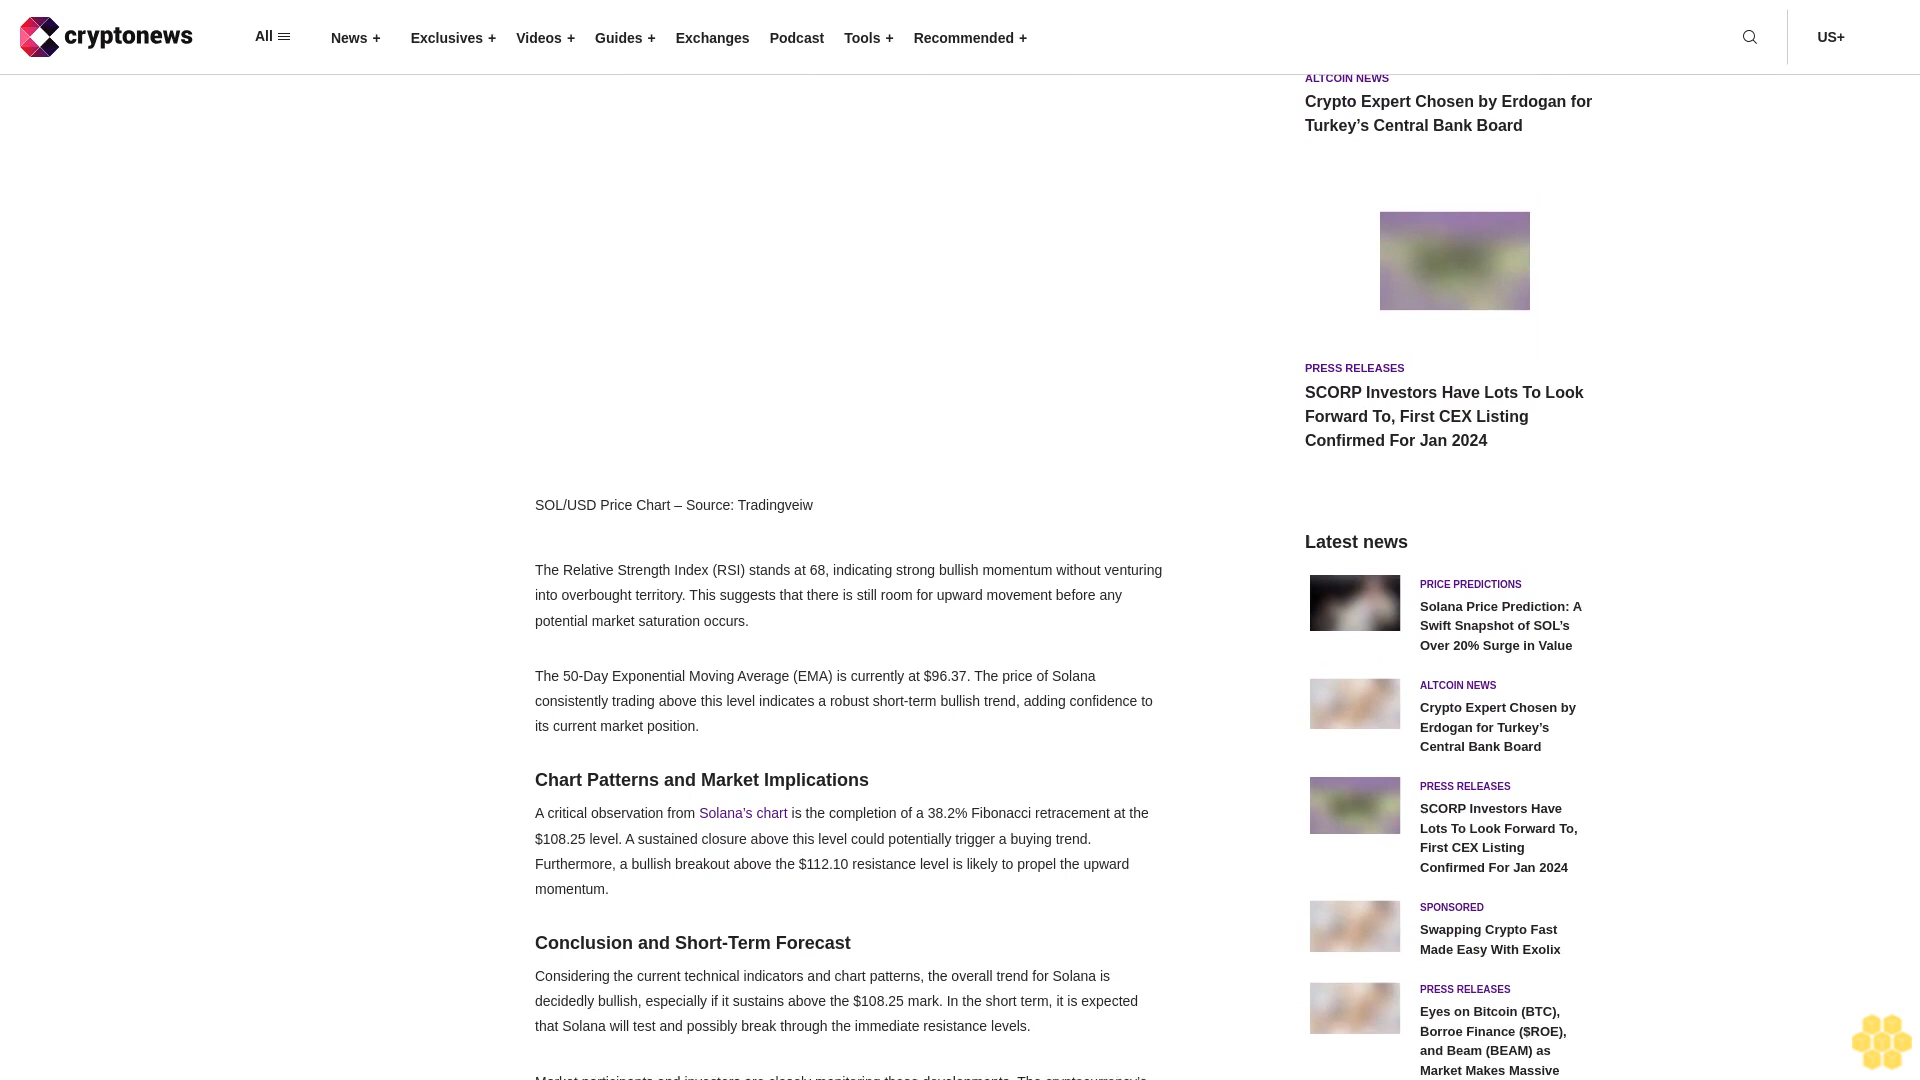 cryptonews
All
News +
Exclusives +
Videos +
Guides +
Exchanges
Podcast
Tools +
Recommended +
US+
SOL/USD Price Chart – Source: Tradingveiw
The Relative Strength Index (RSI) stands at 68, indicating strong bullish momentum without venturing
into overbought territory. This suggests that there is still room for upward movement before any
potential market saturation occurs.
The 50-Day Exponential Moving Average (EMA) is currently at $96.37. The price of Solana
consistently trading above this level indicates a robust short-term bullish trend, adding confidence to
its current market position.
Chart Patterns and Market Implications
A critical observation from Solana’s chart is the completion of a 38.2% Fibonacci retracement at the
$108.25 level. A sustained closure above this level could potentially trigger a buying trend.
Furthermore, a bullish breakout above the $112.10 resistance level is likely to propel the upward
momentum.
Conclusion and Short-Term Forecast
Considering the current technical indicators and chart patterns, the overall trend for Solana is
decidedly bullish, especially if it sustains above the $108.25 mark. In the short term, it is expected
that Solana will test and possibly break through the immediate resistance levels.
Market participants and investors are closely monitoring these developments. The cryptocurrency’s
ALTCOIN NEWS
Crypto Expert Chosen by Erdogan for
Turkey’s Central Bank Board
PRESS RELEASES
SCORP Investors Have Lots To Look
Forward To, First CEX Listing
Confirmed For Jan 2024
Latest news
PRICE PREDICTIONS
Solana Price Prediction: A
Swift Snapshot of SOL’s
Over 20% Surge in Value
ALTCOIN NEWS
Crypto Expert Chosen by
Erdogan for Turkey’s
Central Bank Board
PRESS RELEASES
SCORP Investors Have
Lots To Look Forward To,
First CEX Listing
Confirmed For Jan 2024
SPONSORED
Swapping Crypto Fast
Made Easy With Exolix
PRESS RELEASES
Eyes on Bitcoin (BTC),
Borroe Finance ($ROE),
and Beam (BEAM) as
Market Makes Massive